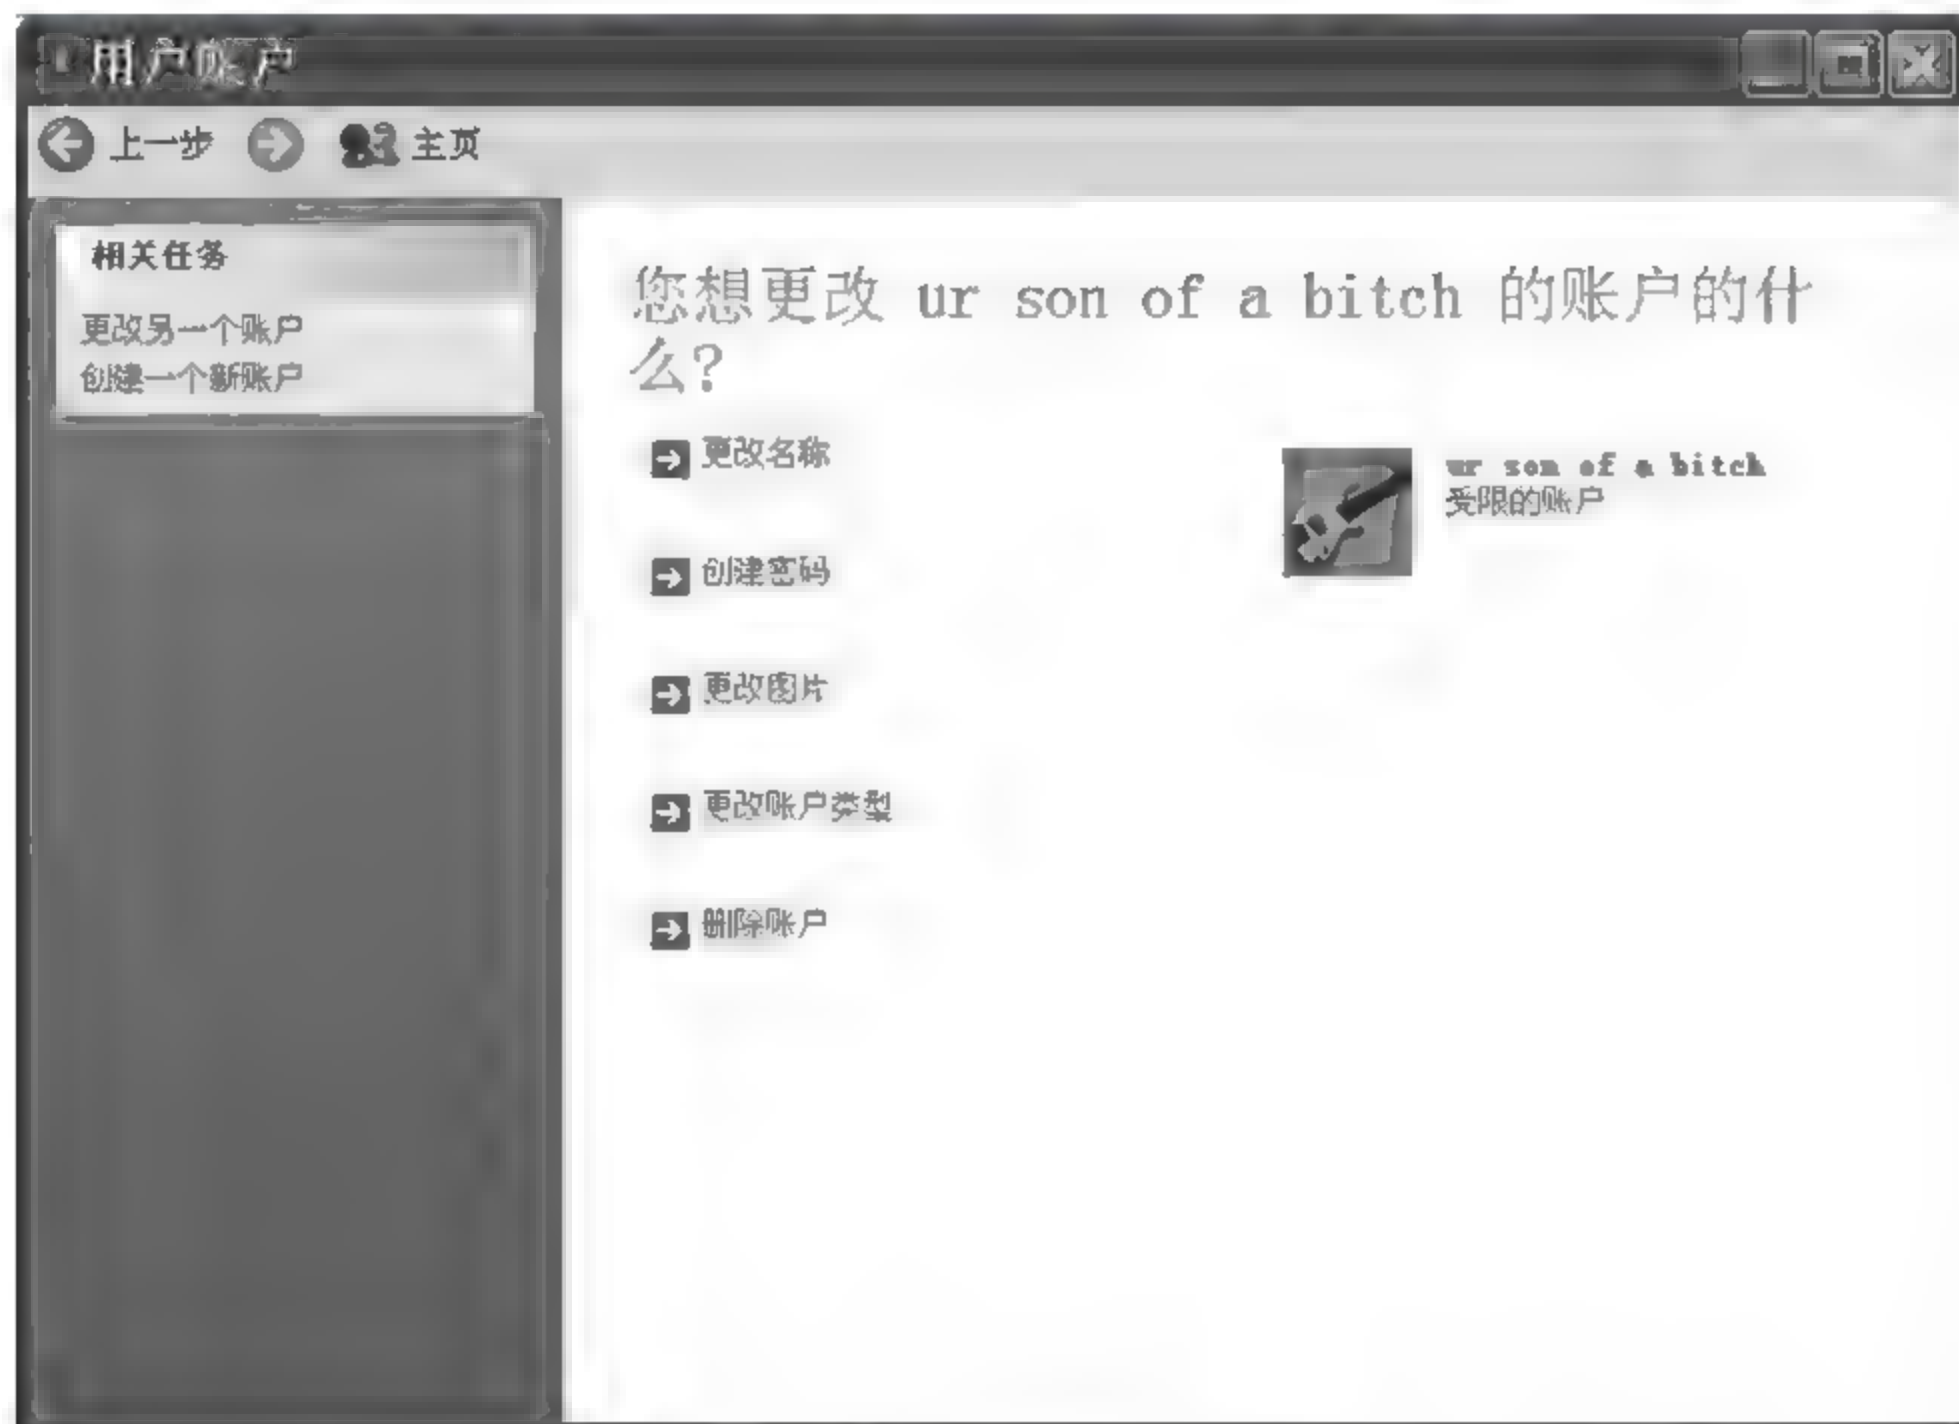 用户账户
上一步 主页
相关任务
更改另一个账户
创建一个新账户
您想更改 ur son of a bitch 的账户的什
么?
更改名称
创建密码
更改图片
更改账户类型
删除账户
ur son of a bitch
受限的账户